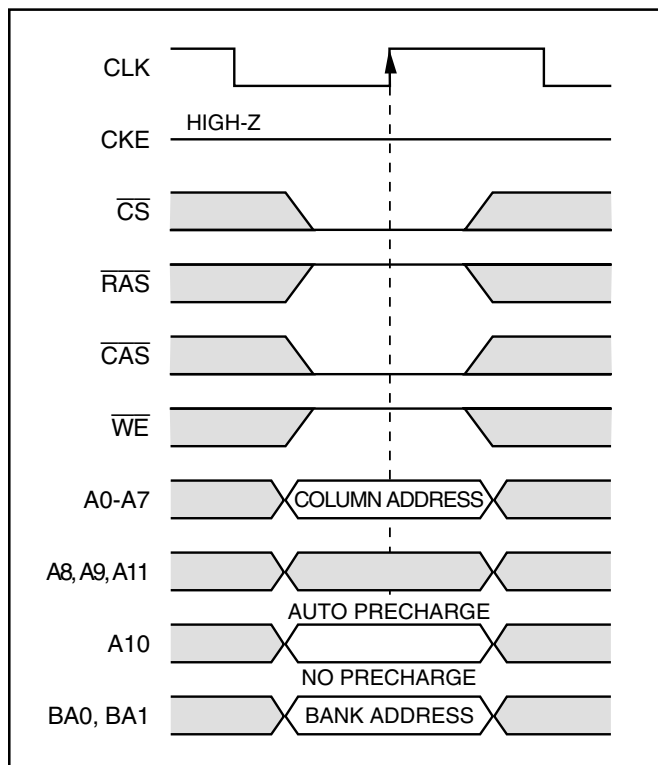 CLK
HIGH-Z
CKE
CS
RAS
CAS
WE
A0-A7 COLUMN ADDRESS
A8, A9, A11
AUTO PRECHARGE
A10
NO PRECHARGE
BA0, BA1 BANK ADDRESS